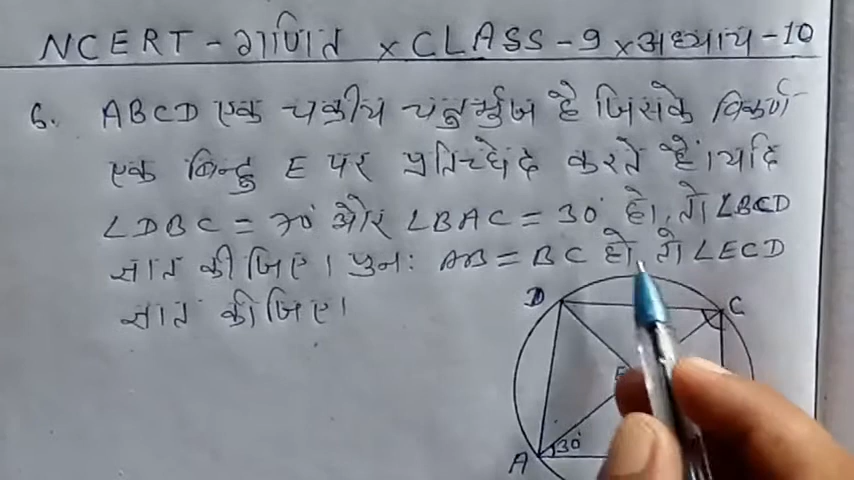 NCERT - गणित × CLASS - 9 × अध्याय - 10
6. ABCD एक चक्रीय चतुर्भुज है जिसके विकर्ण
एक बिन्दु E पर प्रतिच्छेद करते हैं। यदि
∠DBC = 70° और ∠BAC = 30° हो, तो ∠BCD
ज्ञात कीजिए। पुनः AB = BC हो, तो ∠ECD
ज्ञात कीजिए।
D
C
E
A
30°